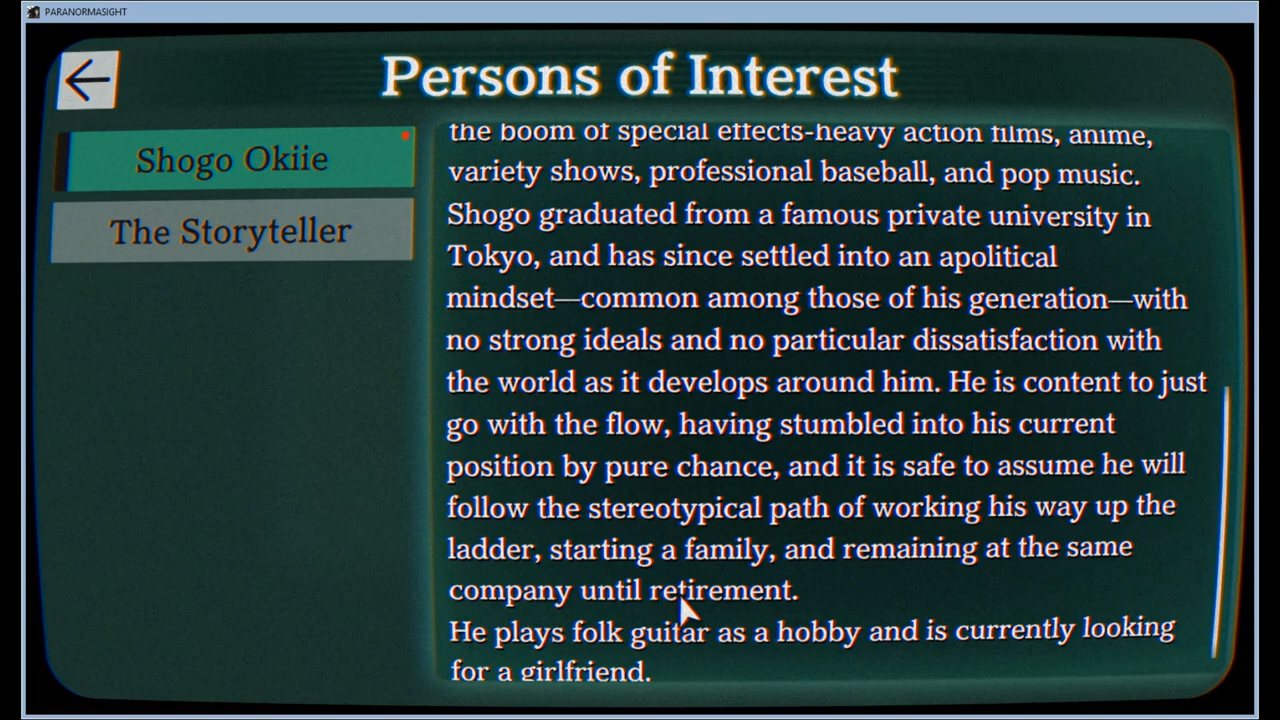 PARANORMASIGHT
Persons of Interest
Shogo Okiie
The Storyteller
the boom of special effects-heavy action films, anime,
variety shows, professional baseball, and pop music.
Shogo graduated from a famous private university in
Tokyo, and has since settled into an apolitical
mindset—common among those of his generation—with
no strong ideals and no particular dissatisfaction with
the world as it develops around him. He is content to just
go with the flow, having stumbled into his current
position by pure chance, and it is safe to assume he will
follow the stereotypical path of working his way up the
ladder, starting a family, and remaining at the same
company until retirement.
He plays folk guitar as a hobby and is currently looking
for a girlfriend.